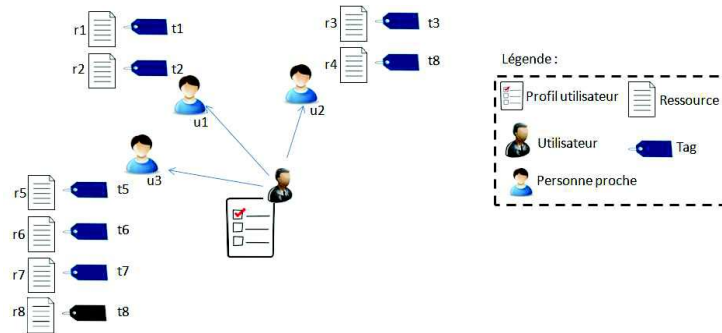 r1 t1
r2 t2
u1
r3 t3
r4 t8
u2
u3
r5 t5
r6 t6
r7 t7
r8 t8
Légende :
Profil utilisateur
Ressource
Utilisateur
Tag
Personne proche